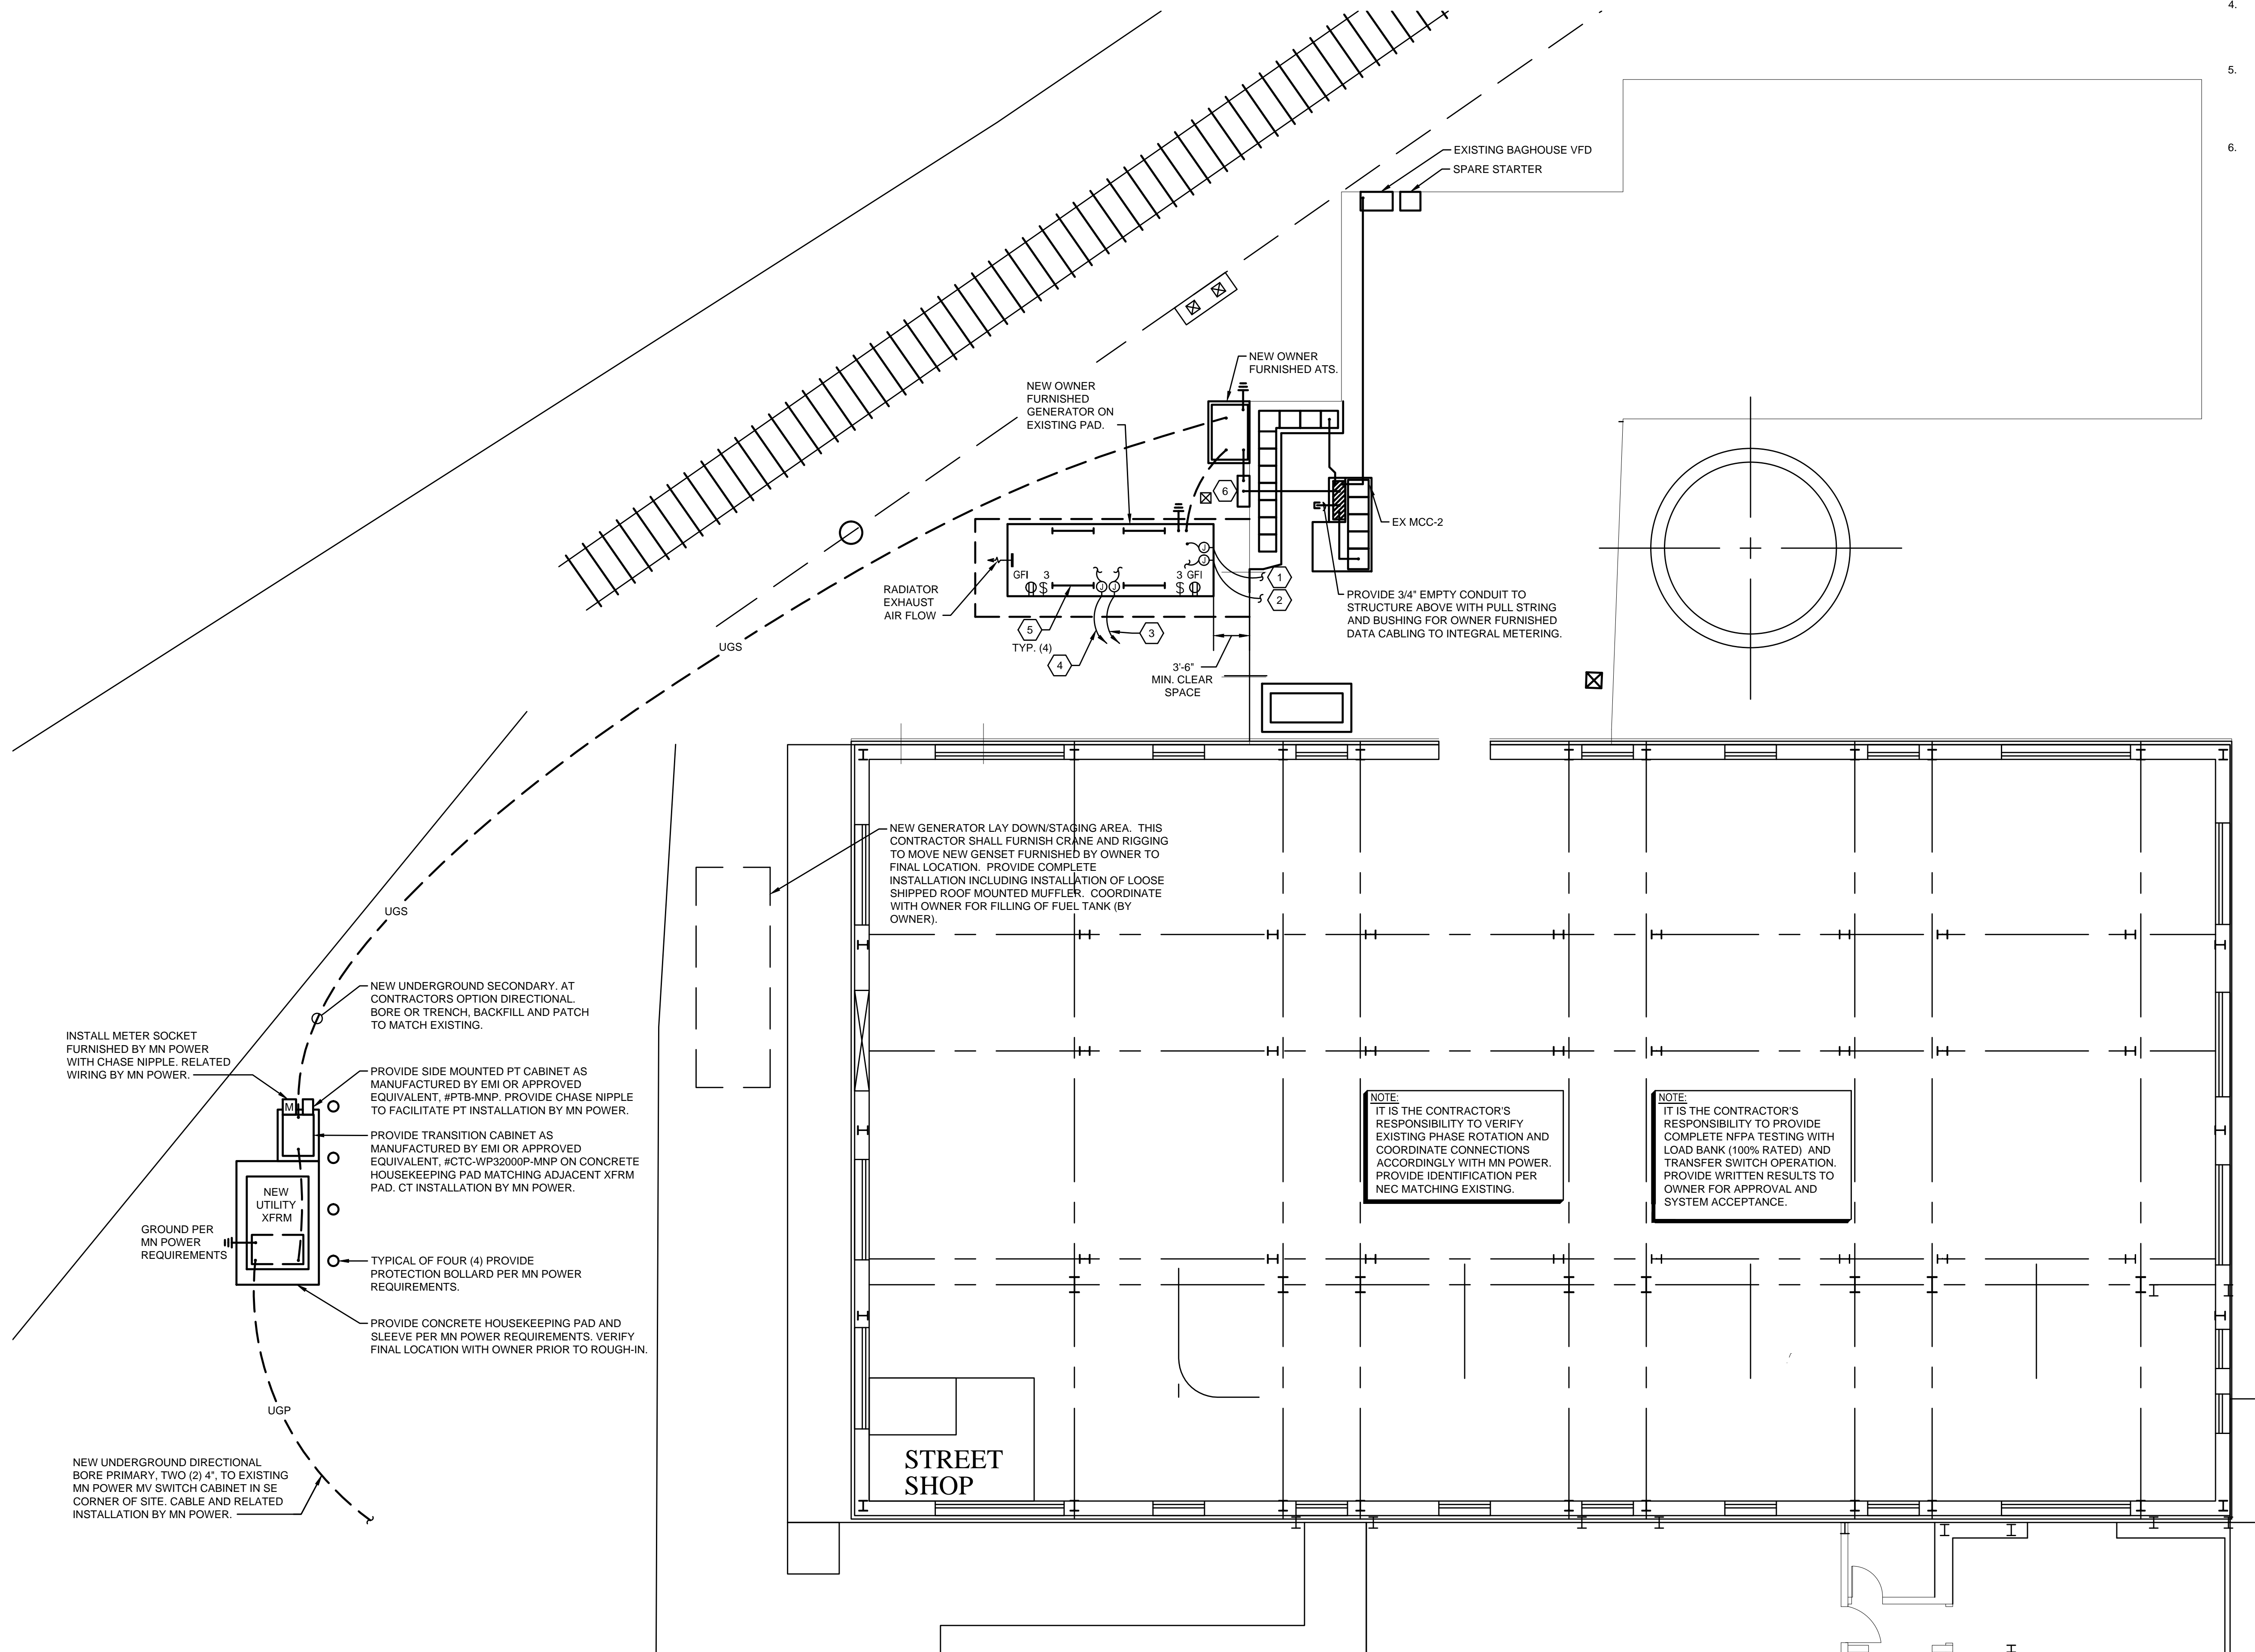 4.
5.
6.
EXISTING BAGHOUSE VFD
SPARE STARTER
NEW OWNER
FURNISHED ATS.
NEW OWNER
FURNISHED
GENERATOR ON
EXISTING PAD.
6
EX MCC-2
J
J
GFI 3
J J
3 GFI
$
$
1
2
RADIATOR
EXHAUST
AIR FLOW
5
TYP. (4)
4
3
PROVIDE 3/4" EMPTY CONDUIT TO
STRUCTURE ABOVE WITH PULL STRING
AND BUSHING FOR OWNER FURNISHED
DATA CABLING TO INTEGRAL METERING.
3'-6"
MIN. CLEAR
SPACE
UGS
NEW GENERATOR LAY DOWN/STAGING AREA. THIS
CONTRACTOR SHALL FURNISH CRANE AND RIGGING
TO MOVE NEW GENSET FURNISHED BY OWNER TO
FINAL LOCATION. PROVIDE COMPLETE
INSTALLATION INCLUDING INSTALLATION OF LOOSE
SHIPPED ROOF MOUNTED MUFFLER. COORDINATE
WITH OWNER FOR FILLING OF FUEL TANK (BY
OWNER).
UGS
NEW UNDERGROUND SECONDARY. AT
CONTRACTORS OPTION DIRECTIONAL.
BORE OR TRENCH, BACKFILL AND PATCH
TO MATCH EXISTING.
INSTALL METER SOCKET
FURNISHED BY MN POWER
WITH CHASE NIPPLE. RELATED
WIRING BY MN POWER.
PROVIDE SIDE MOUNTED PT CABINET AS
MANUFACTURED BY EMI OR APPROVED
EQUIVALENT, #PTB-MNP. PROVIDE CHASE NIPPLE
TO FACILITATE PT INSTALLATION BY MN POWER.
M
PROVIDE TRANSITION CABINET AS
MANUFACTURED BY EMI OR APPROVED
EQUIVALENT, #CTC-WP32000P-MNP ON CONCRETE
HOUSEKEEPING PAD MATCHING ADJACENT XFRM
PAD. CT INSTALLATION BY MN POWER.
NEW
UTILITY
XFRM
GROUND PER
MN POWER
REQUIREMENTS
TYPICAL OF FOUR (4) PROVIDE
PROTECTION BOLLARD PER MN POWER
REQUIREMENTS.
PROVIDE CONCRETE HOUSEKEEPING PAD AND
SLEEVE PER MN POWER REQUIREMENTS. VERIFY
FINAL LOCATION WITH OWNER PRIOR TO ROUGH-IN.
UGP
NEW UNDERGROUND DIRECTIONAL
BORE PRIMARY, TWO (2) 4", TO EXISTING
MN POWER MV SWITCH CABINET IN SE
CORNER OF SITE. CABLE AND RELATED
INSTALLATION BY MN POWER.
NOTE:
IT IS THE CONTRACTOR'S
RESPONSIBILITY TO VERIFY
EXISTING PHASE ROTATION AND
COORDINATE CONNECTIONS
ACCORDINGLY WITH MN POWER.
PROVIDE IDENTIFICATION PER
NEC MATCHING EXISTING.
NOTE:
IT IS THE CONTRACTOR'S
RESPONSIBILITY TO PROVIDE
COMPLETE NFPA TESTING WITH
LOAD BANK (100% RATED) AND
TRANSFER SWITCH OPERATION.
PROVIDE WRITTEN RESULTS TO
OWNER FOR APPROVAL AND
SYSTEM ACCEPTANCE.
STREET
SHOP